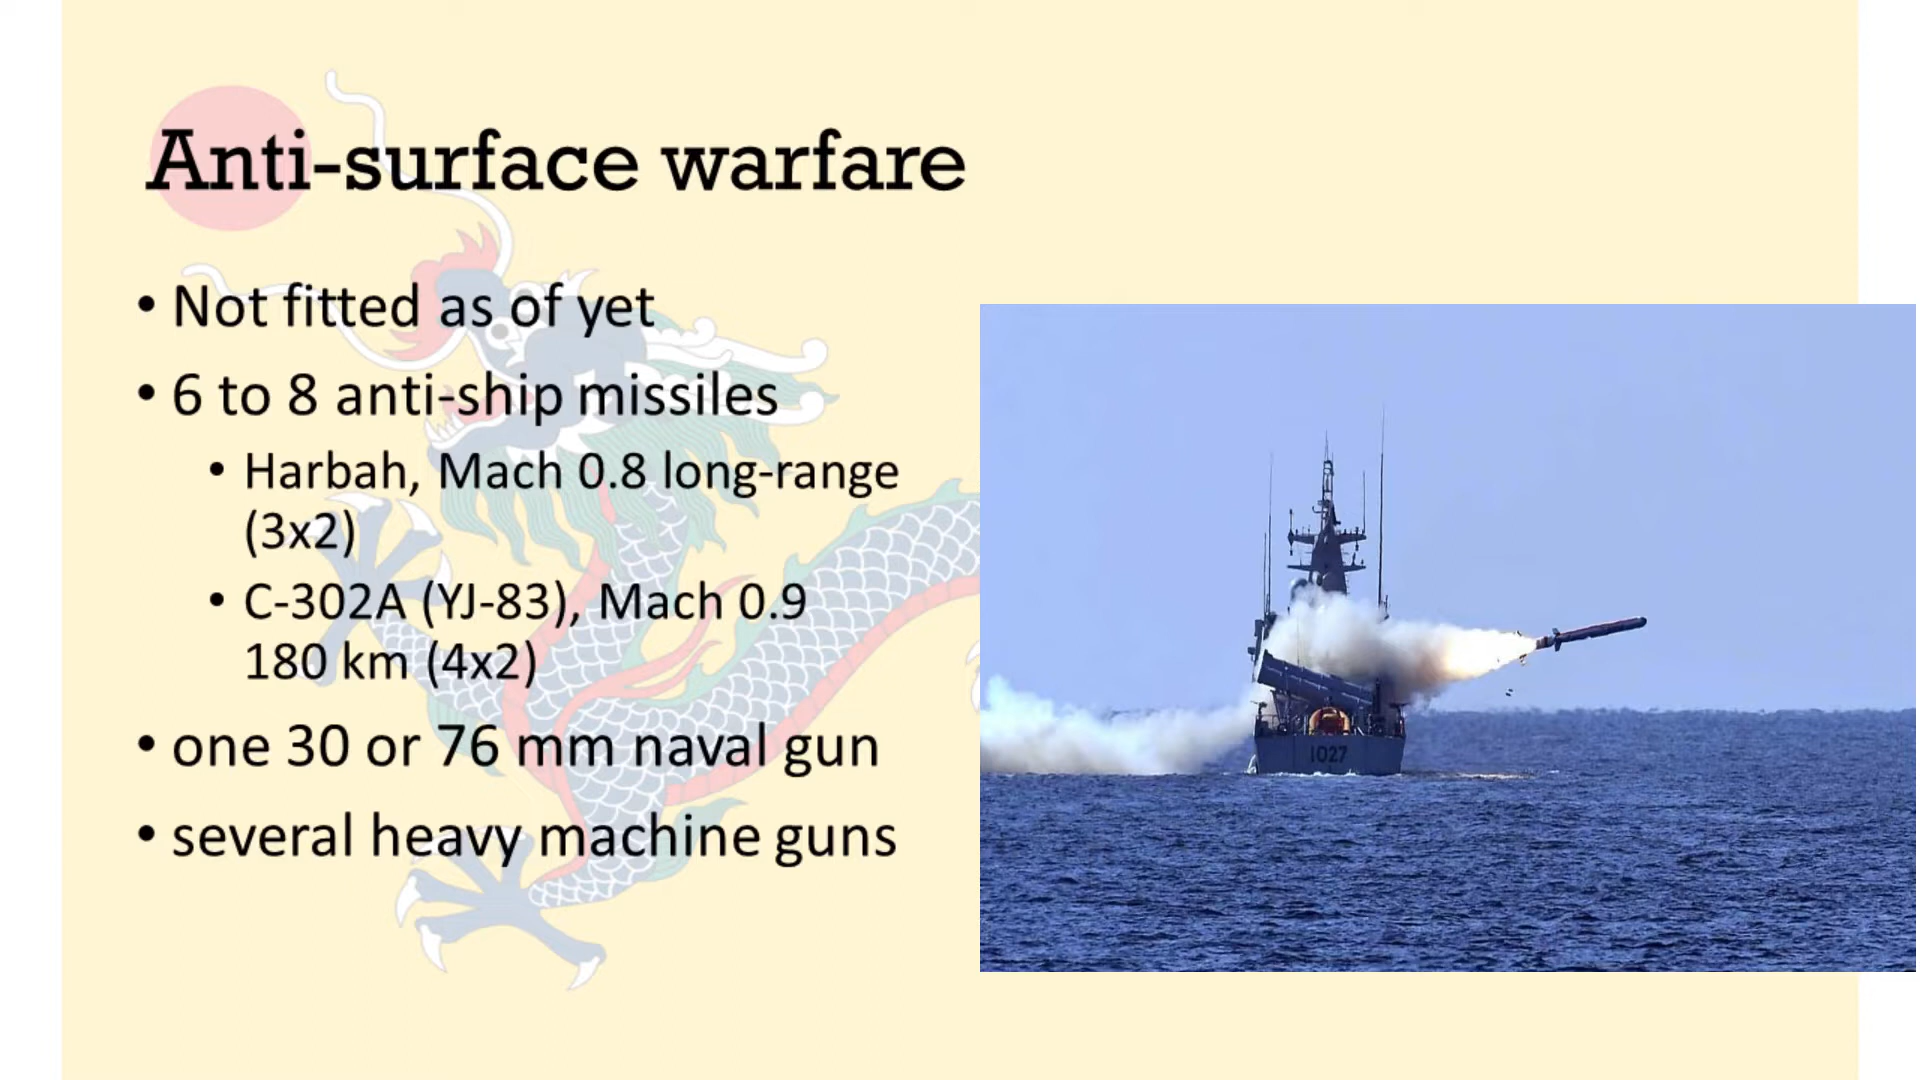 Anti-surface warfare
• Not fitted as of yet
• 6 to 8 anti-ship missiles
• Harbah, Mach 0.8 long-range
(3x2)
• C-302A (YJ-83), Mach 0.9
180 km (4x2)
• one 30 or 76 mm naval gun
• several heavy machine guns
1027